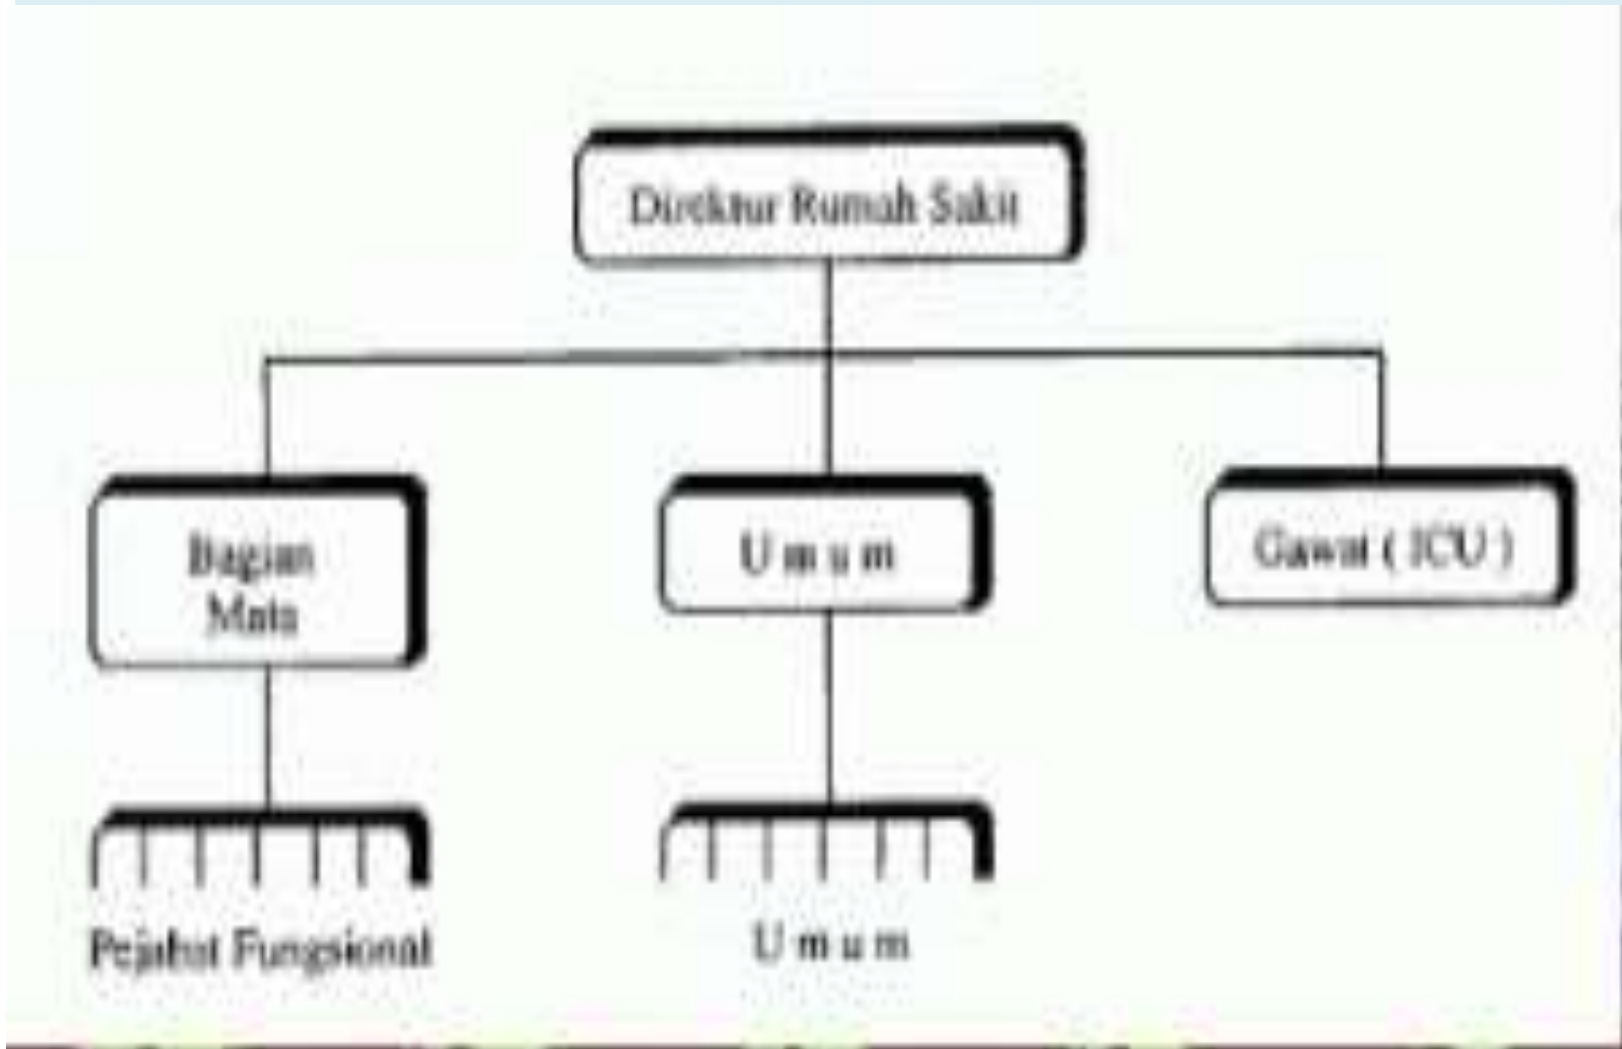 Direktur Rumah Sakit
Bagian
Mata
U m u m
Gawat ( ICU )
Pejabat Fungsional
U m u m